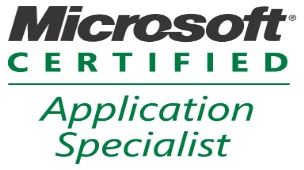 Microsoft®
CERTIFIED
Application
Specialist